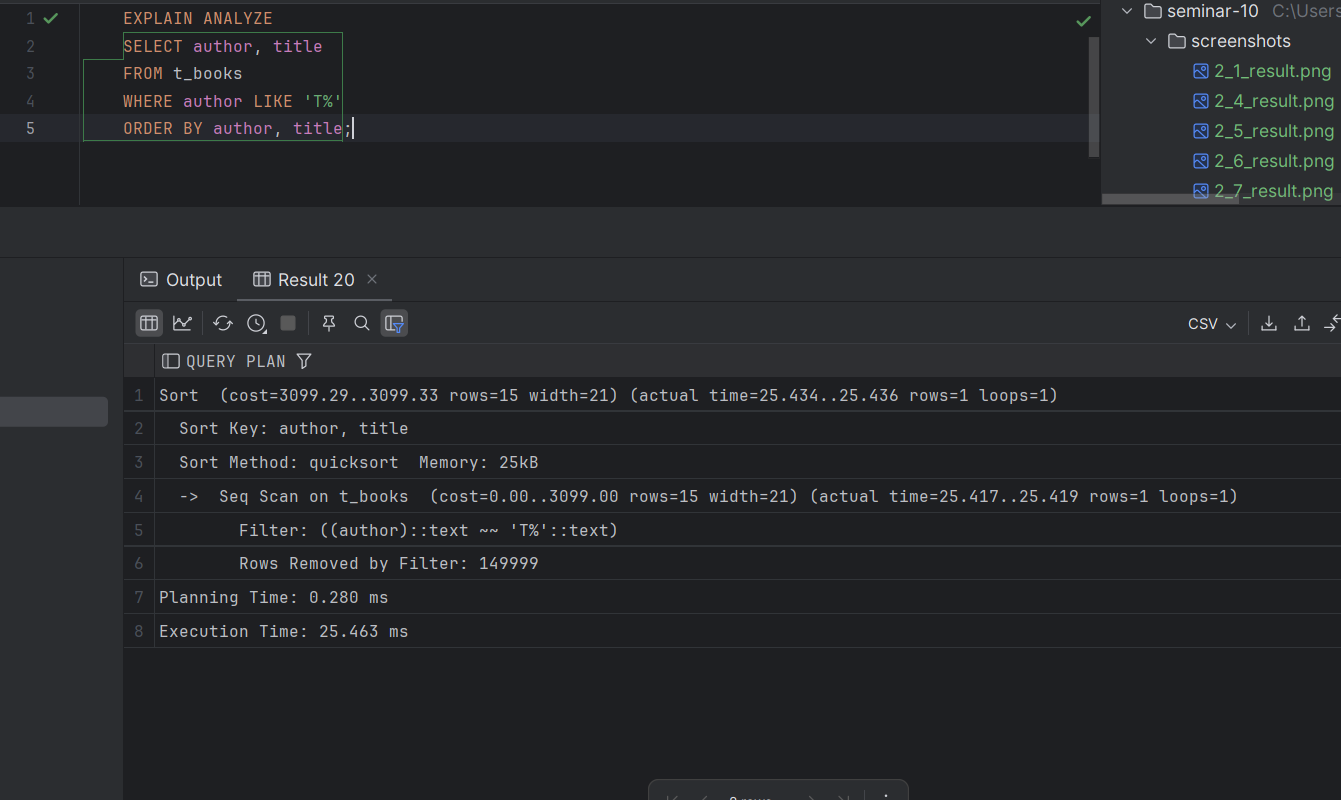 1 EXPLAIN ANALYZE
2 SELECT author, title
3 FROM t_books
4 WHERE author LIKE 'T%'
5 ORDER BY author, title;
seminar-10 C:\Users
screenshots
2_1_result.png
2_4_result.png
2_5_result.png
2_6_result.png
2_7_result.png
Output Result 20
CSV
QUERY PLAN
1 Sort  (cost=3099.29..3099.33 rows=15 width=21) (actual time=25.434..25.436 rows=1 loops=1)
2 Sort Key: author, title
3 Sort Method: quicksort  Memory: 25kB
4 ->  Seq Scan on t_books  (cost=0.00..3099.00 rows=15 width=21) (actual time=25.417..25.419 rows=1 loops=1)
5 Filter: ((author)::text ~~ 'T%'::text)
6 Rows Removed by Filter: 149999
7 Planning Time: 0.280 ms
8 Execution Time: 25.463 ms